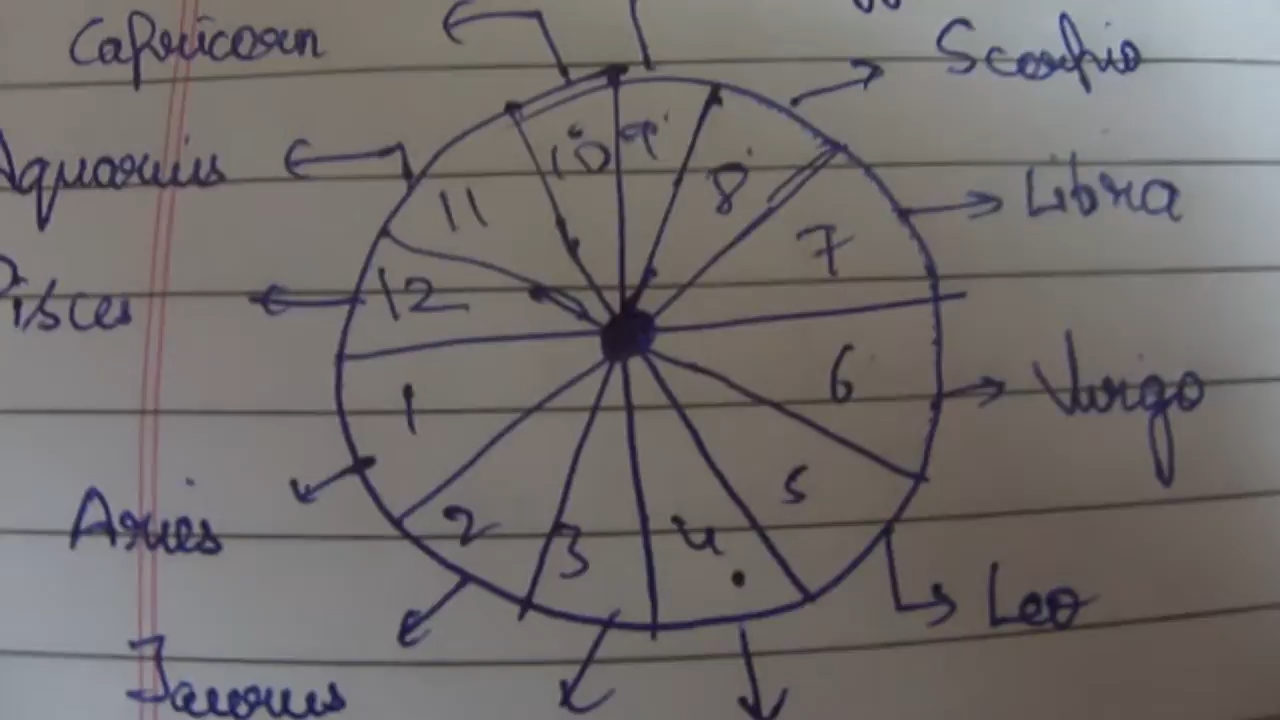 Capricorn
Scorpio
10 9
Aquarius
8
Libra
11
7
12
Pisces
6
Virgo
1
5
Aries
2
3
4
Leo
Taurus